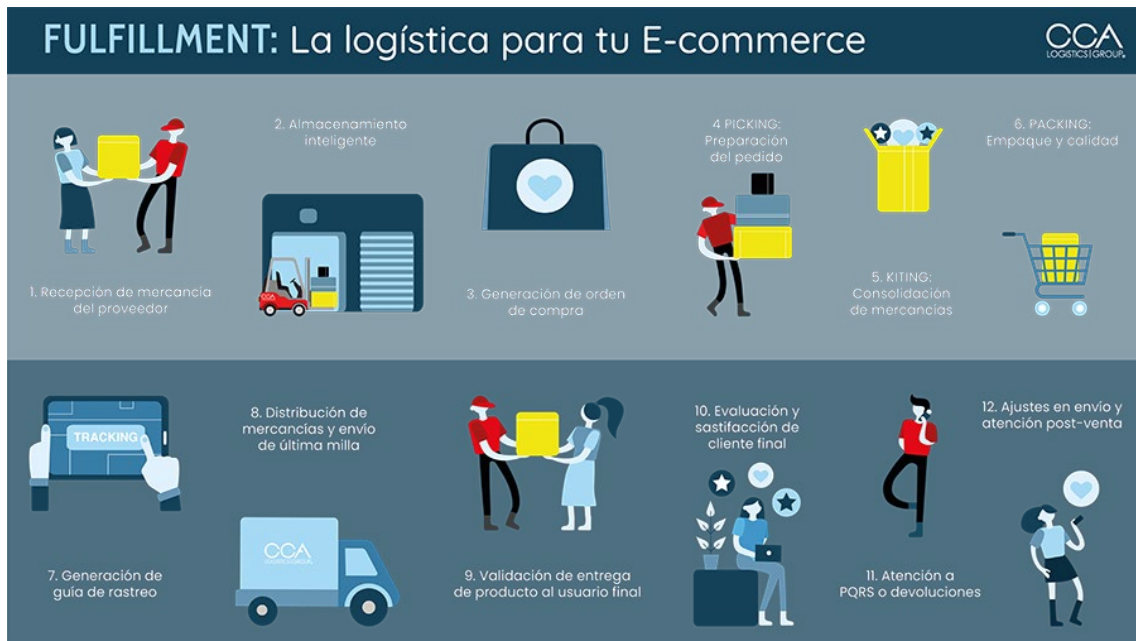 FULFILLMENT: La logística para tu E-commerce
CCA
LOGISTICS|GROUP®
1. Recepción de mercancía
del proveedor
2. Almacenamiento
inteligente
CCA
3. Generación de orden
de compra
4 PICKING:
Preparación
del pedido
5. KITING:
Consolidación
de mercancías
6. PACKING:
Empaque y calidad
TRACKING
7. Generación de
guía de rastreo
8. Distribución de
mercancías y envío
de última milla
CCA
LOGISTICS|GROUP®
9. Validación de entrega
de producto al usuario final
10. Evaluación y
sastifacción de
cliente final
11. Atención a
PQRS o devoluciones
12. Ajustes en envío y
atención post-venta